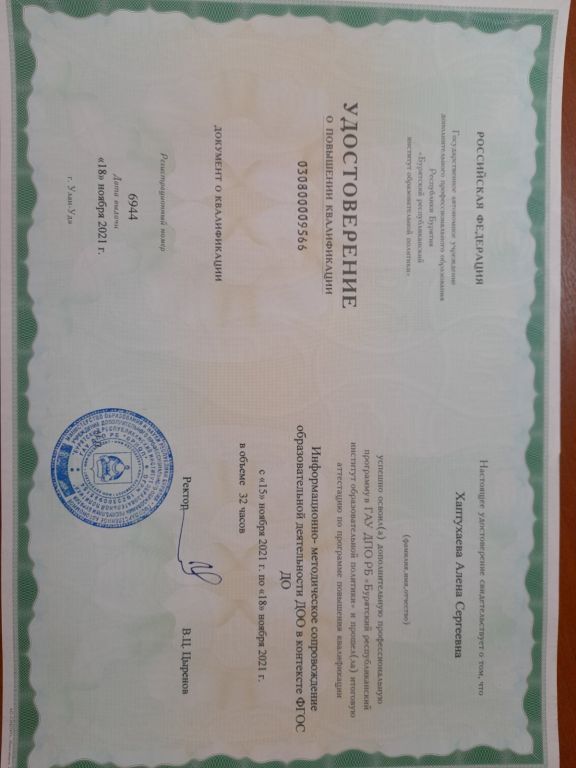 РОССИЙСКАЯ ФЕДЕРАЦИЯ
Государственное автономное учреждение
дополнительного профессионального образования
Республики Бурятия
«Бурятский республиканский
институт образовательной политики»
УДОСТОВЕРЕНИЕ
О ПОВЫШЕНИИ КВАЛИФИКАЦИИ
030800009566
ДОКУМЕНТ О КВАЛИФИКАЦИИ
Регистрационный номер
6944
Дата выдачи
«18» ноября 2021 г.
г. Улан-Удэ
Настоящее удостоверение свидетельствует о том, что
Хаптухаева Алена Сергеевна
(фамилия, имя, отчество)
успешно освоил(а) дополнительную профессиональную
программу в ГАУ ДПО РБ «Бурятский республиканский
институт образовательной политики» и прошел(ла) итоговую
аттестацию по программе повышения квалификации
Информационно- методическое сопровождение
образовательной деятельности ДОО в контексте ФГОС
ДО
с «15» ноября 2021 г. по «18» ноября 2021 г.
в объеме 32 часов
Ректор
В.Ц. Цыренов